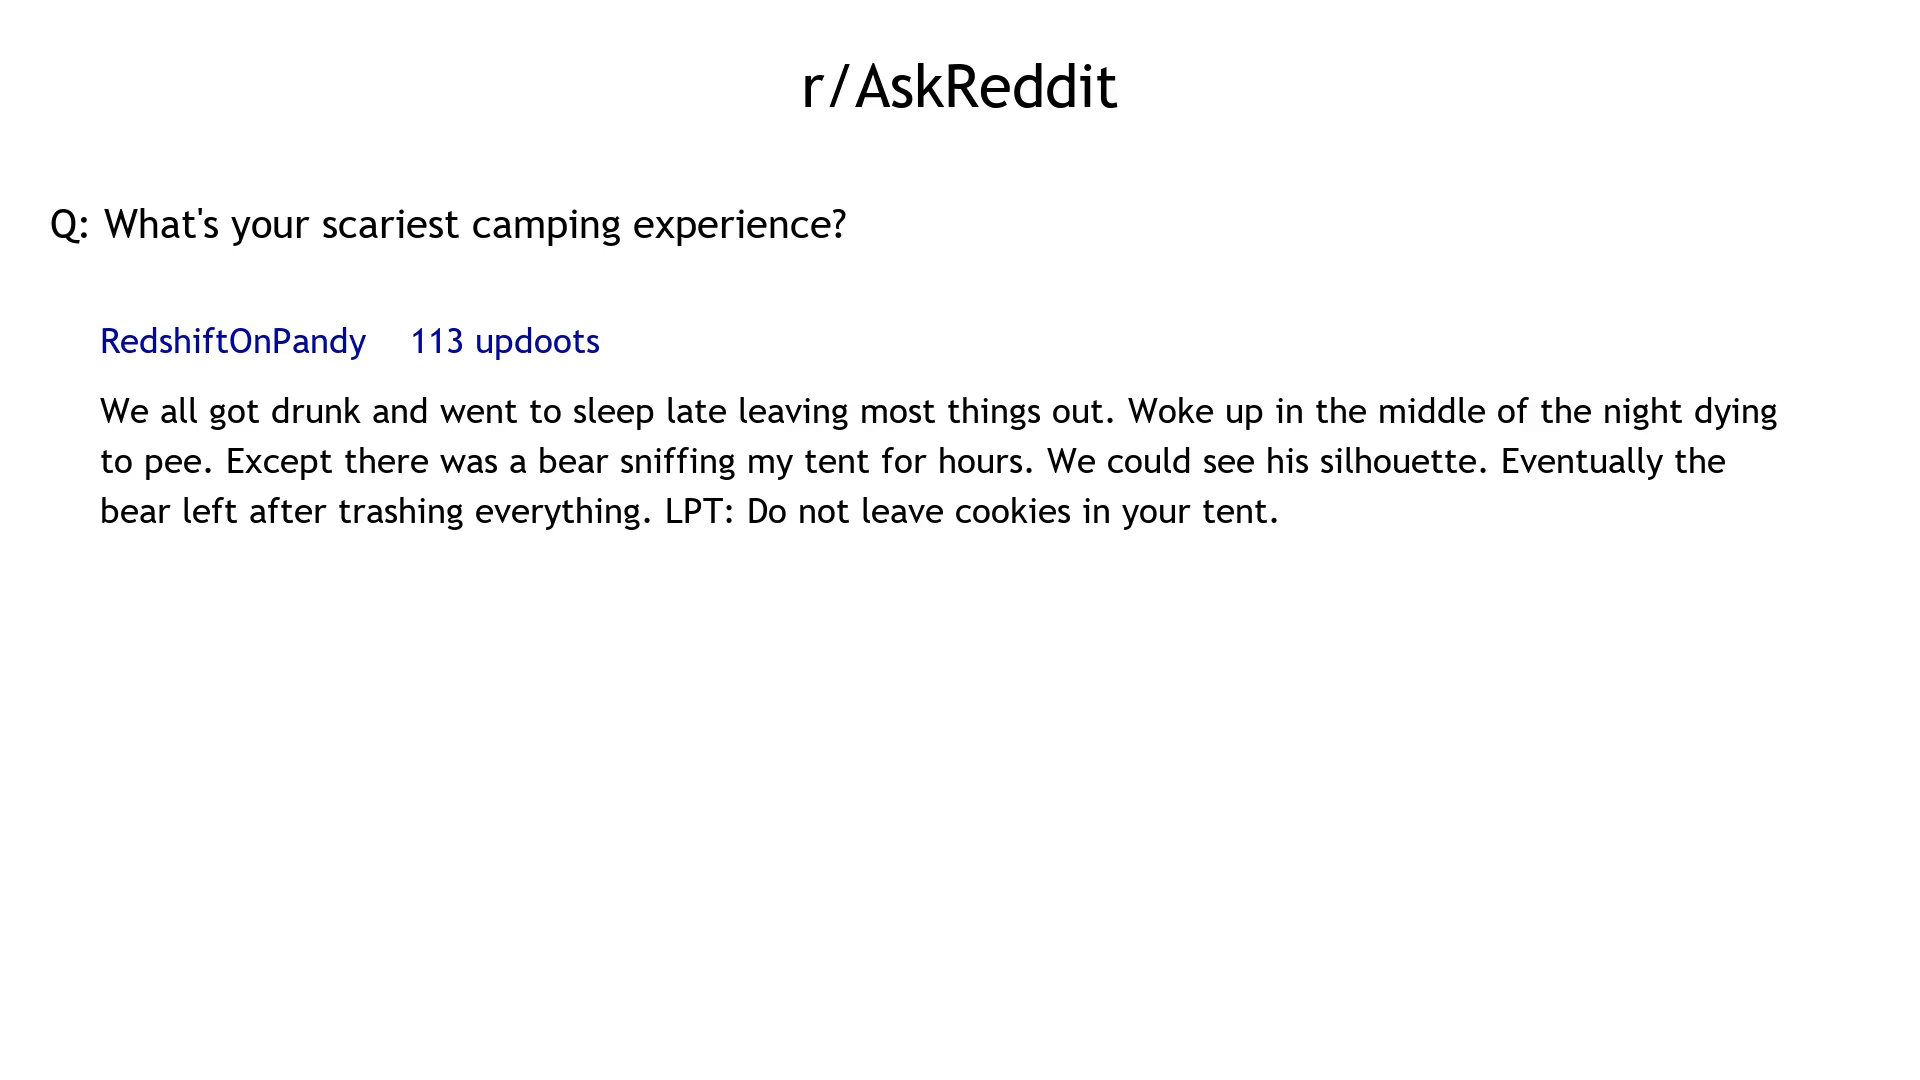 r/AskReddit
Q: What's your scariest camping experience?
RedshiftOnPandy 113 updoots
We all got drunk and went to sleep late leaving most things out. Woke up in the middle of the night dying
to pee. Except there was a bear sniffing my tent for hours. We could see his silhouette. Eventually the
bear left after trashing everything. LPT: Do not leave cookies in your tent.